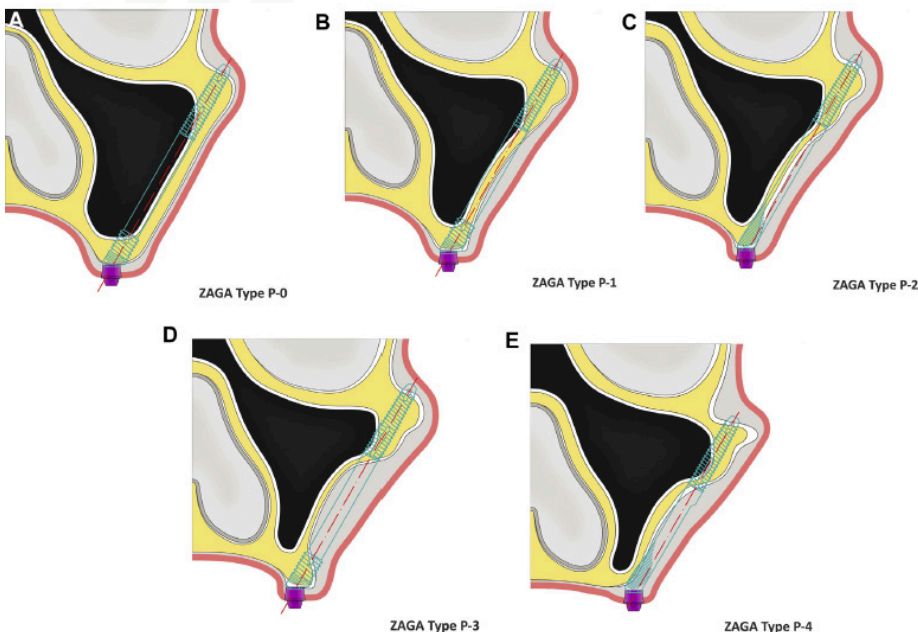 A
B
C
ZAGA Type P-0
ZAGA Type P-1
ZAGA Type P-2
D
E
ZAGA Type P-3
ZAGA Type P-4